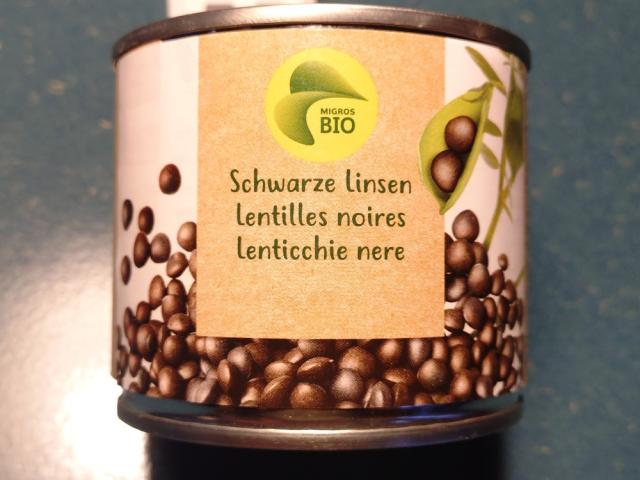 MIGROS
BIO
Schwarze Linsen
Lentilles noires
Lenticchie nere